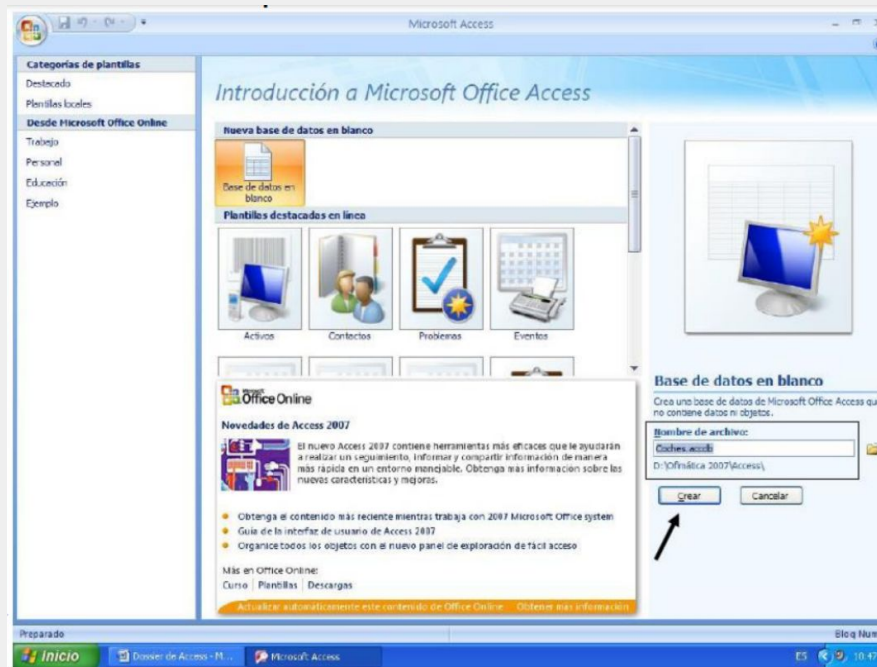 Microsoft Access
Categorías de plantillas
Destacado
Plantillas locales
Desde Microsoft Office Online
Trabajo
Personal
Educación
Ejemplo
Introducción a Microsoft Office Access
Nueva base de datos en blanco
Base de datos en
blanco
Plantillas destacadas en línea
Activos
Contactos
Problemas
Eventos
Microsoft
Office Online
Novedades de Access 2007
El nuevo Access 2007 contiene herramientas más eficaces que le ayudarán
a realizar un seguimiento, informar y compartir información de manera
más rápida en un entorno manejable. Obtenga más información sobre las
nuevas características y mejoras.
Obtenga el contenido más reciente mientras trabaja con 2007 Microsoft Office system
Guía de la interfaz de usuario de Access 2007
Organice todos los objetos con el nuevo panel de exploración de fácil acceso
Más en Office Online:
Curso | Plantillas | Descargas
Actualizar automáticamente este contenido de Office Online Obtener más información
Base de datos en blanco
Crea una base de datos de Microsoft Office Access qu
no contiene datos ni objetos.
Nombre de archivo:
Coches.accdb
D:\Ofimática 2007\Access\
Crear
Cancelar
Preparado
Bloq Num
Inicio
Dossier de Access - M...
Microsoft Access
ES
10:47